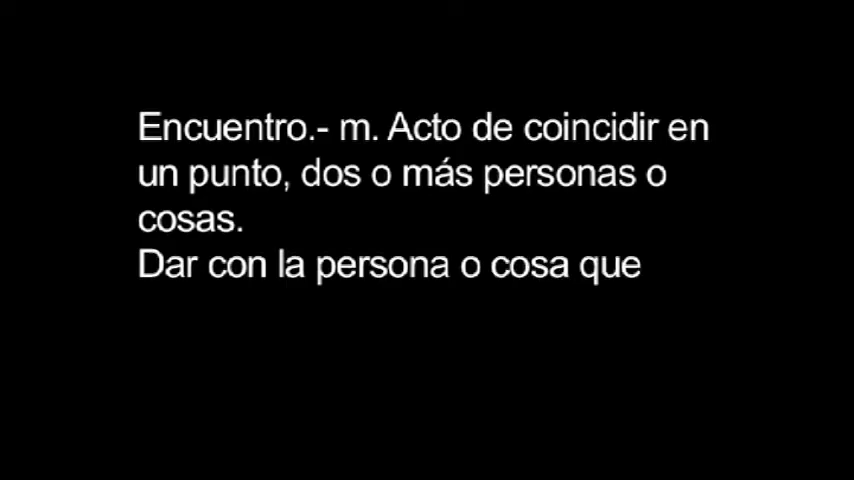 Encuentro.- m. Acto de coincidir en
un punto, dos o más personas o
cosas.
Dar con la persona o cosa que